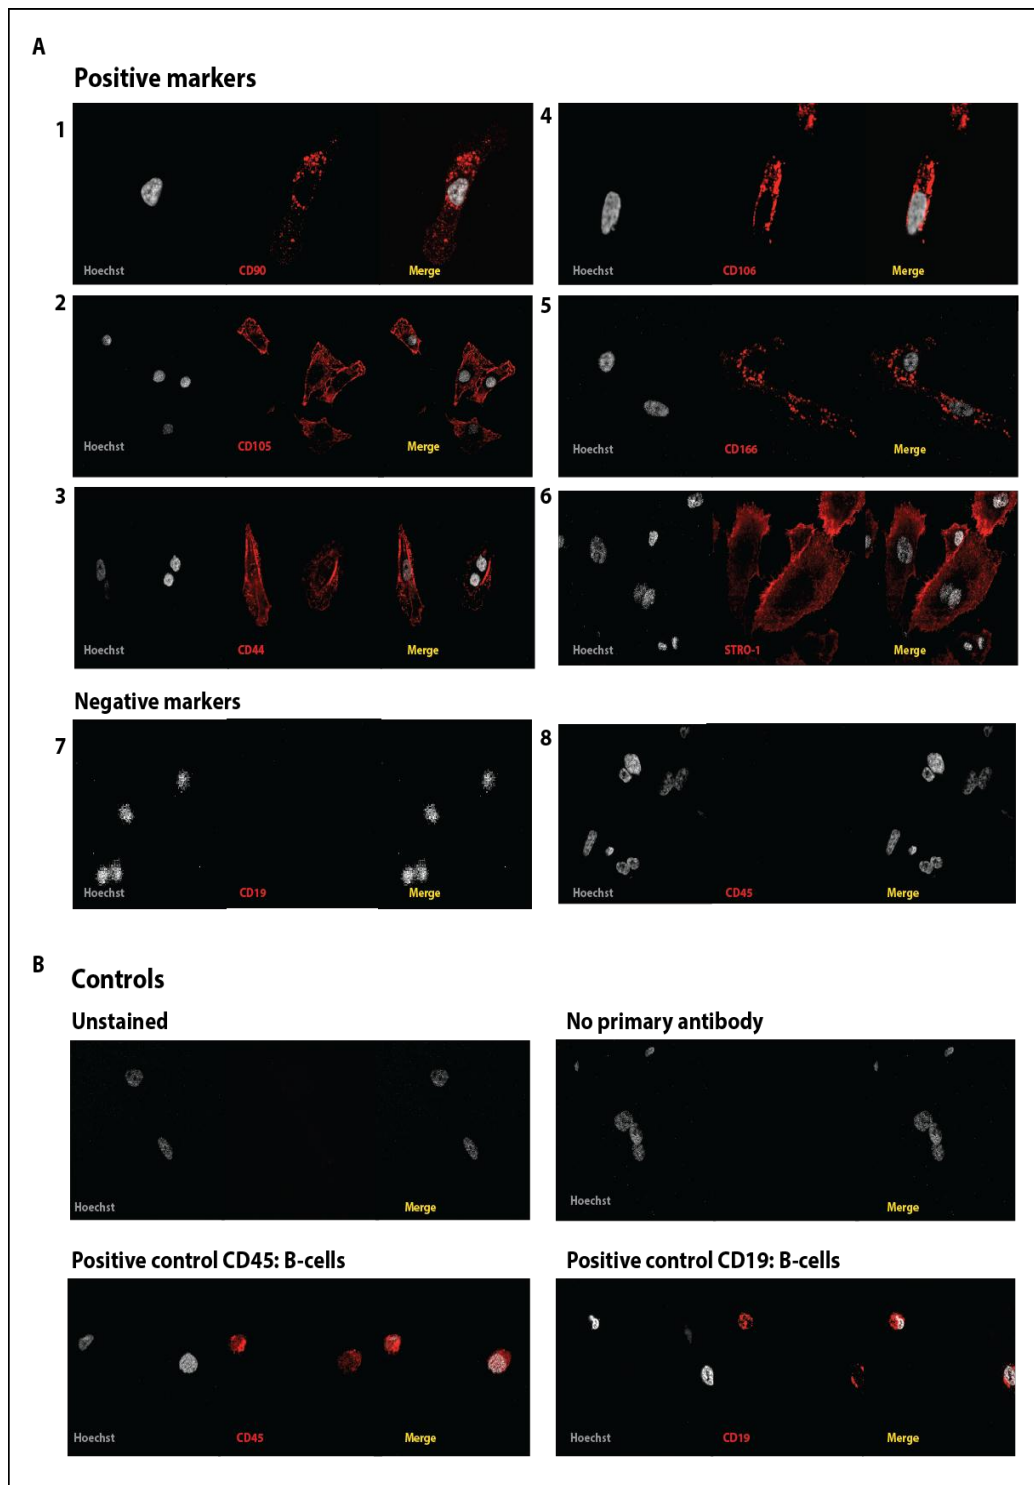 A
Positive markers
1
Hoechst CD90 Merge
4
Hoechst CD106 Merge
2
Hoechst CD105 Merge
5
Hoechst CD166 Merge
3
Hoechst CD44 Merge
6
Hoechst STRO-1 Merge
Negative markers
7
Hoechst CD19 Merge
8
Hoechst CD45 Merge
B
Controls
Unstained
Hoechst Merge
No primary antibody
Hoechst Merge
Positive control CD45: B-cells
Hoechst CD45 Merge
Positive control CD19: B-cells
Hoechst CD19 Merge